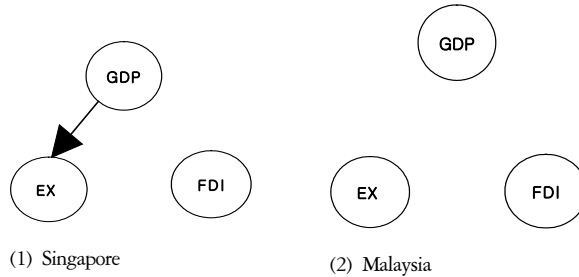 GDP
EX
FDI
(1) Singapore
GDP
EX
FDI
(2) Malaysia